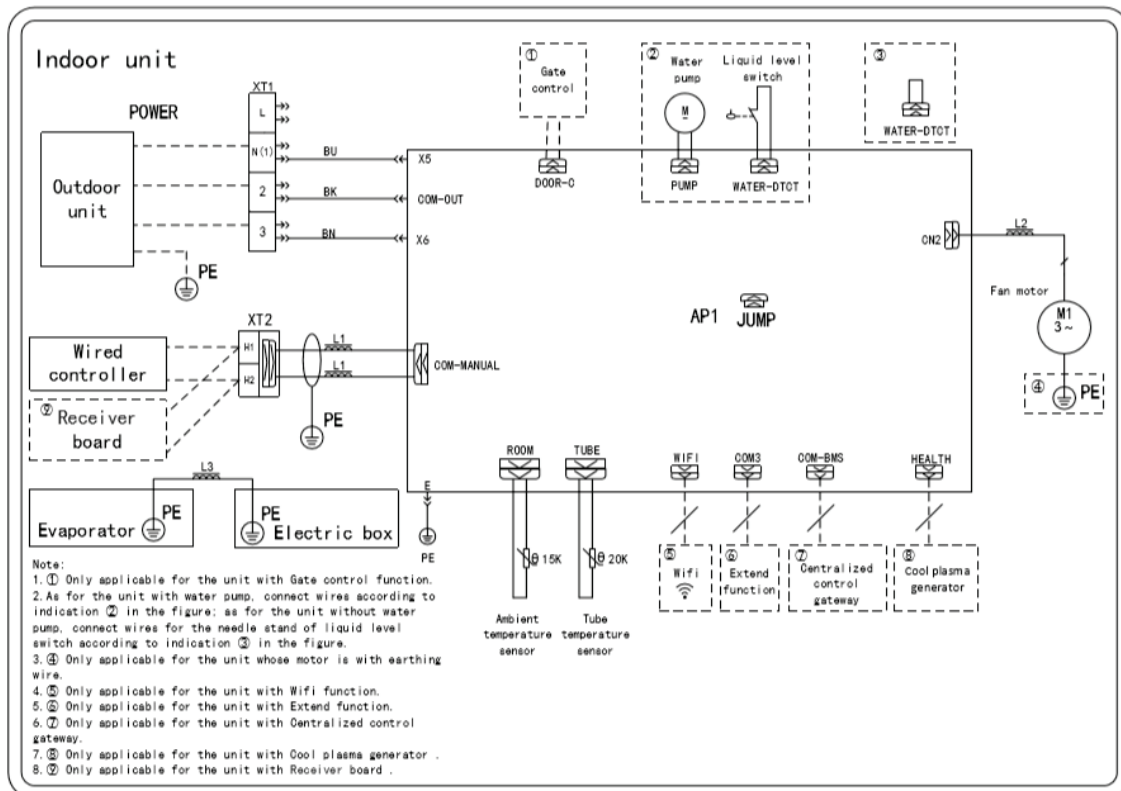 Indoor unit
POWER
XT1
L
N(1)
2
3
BU
BK
BN
Outdoor
unit
PE
X5
COM-OUT
X6
①
Gate
control
DOOR-C
②
Water
pump
Liquid level
switch
M
PUMP
WATER-DTCT
③
WATER-DTCT
CN2
L2
Fan motor
M1
3~
④
PE
AP1
JUMP
Wired
controller
⑨ Receiver
board
XT2
H1
H2
L1
L1
PE
COM-MANUAL
L3
Evaporator
PE
PE
Electric box
E
PE
ROOM
TUBE
θ 15K
θ 20K
Ambient
temperature
sensor
Tube
temperature
sensor
WIFI
COM3
COM-BMS
HEALTH
⑤
Wifi
⑥
Extend
function
⑦
Centralized
control
gateway
⑧
Cool plasma
generator
Note:
1. ① Only applicable for the unit with Gate control function.
2. As for the unit with water pump, connect wires according to
indication ② in the figure; as for the unit without water
pump, connect wires for the needle stand of liquid level
switch according to indication ③ in the figure.
3. ④ Only applicable for the unit whose motor is with earthing
wire.
4. ⑤ Only applicable for the unit with Wifi function.
5. ⑥ Only applicable for the unit with Extend function.
6. ⑦ Only applicable for the unit with Centralized control
gateway.
7. ⑧ Only applicable for the unit with Cool plasma generator .
8. ⑨ Only applicable for the unit with Receiver board .